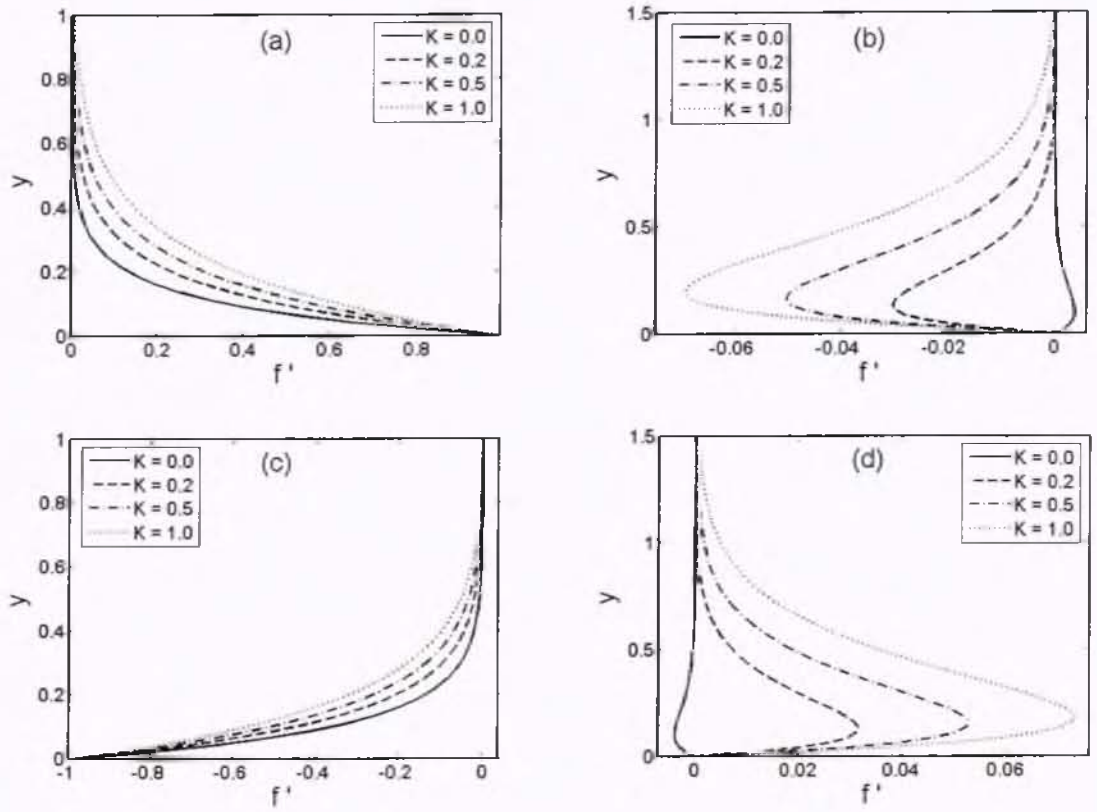 (a)
K = 0.0
K = 0.2
K = 0.5
K = 1.0
1
0.8
0.6
0.4
0.2
0
y
0
0.2
0.4
0.6
0.8
f '
(b)
K = 0.0
K = 0.2
K = 0.5
K = 1.0
1.5
1
0.5
0
y
-0.06
-0.04
-0.02
0
f '
(c)
K = 0.0
K = 0.2
K = 0.5
K = 1.0
1
0.8
0.6
0.4
0.2
0
y
-1
-0.8
-0.6
-0.4
-0.2
0
f '
(d)
K = 0.0
K = 0.2
K = 0.5
K = 1.0
1.5
1
0.5
0
y
0
0.02
0.04
0.06
f '